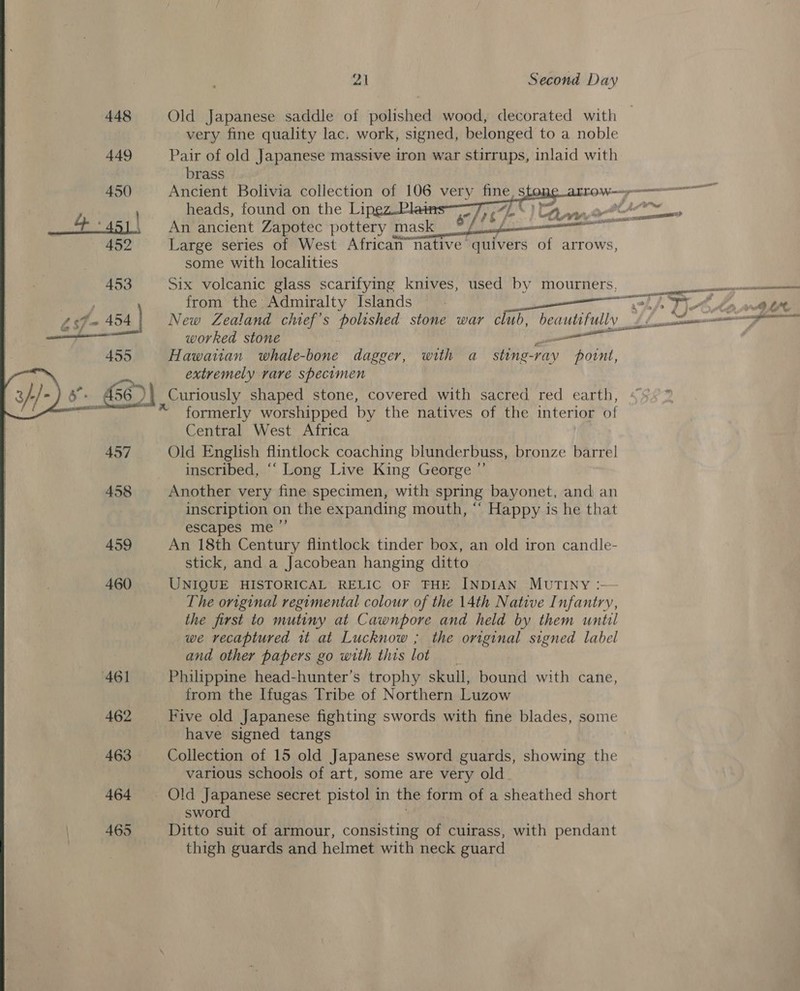 21 Second Day
448 Old Japanese saddle of polished wood, decorated with
very fine quality lac. work, signed, belonged to a noble
449 Pair of old Japanese massive iron war stirrups, inlaid with
brass
450 Ancient Bolivia collection of 106 very fine stone arrow-
heads, found on the Lipez Plains
451 An ancient Zapotec pottery mask
452 Large series of West African native quivers of arrows,
some with localities
453 Six volcanic glass scarifying knives, used by mourners,
from the Admiralty Islands
454 New Zealand chief's polished stone war club, beautifully
worked stone
455 Hawaiian whale-bone dagger, with a sting-ray point,
extremely rare specimen
3/-/- 456 Curiously shaped stone, covered with sacred red earth,
formerly worshipped by the natives of the interior of
Central West Africa
457 Old English flintlock coaching blunderbuss, bronze barrel
inscribed, “ Long Live King George ”
458 Another very fine specimen, with spring bayonet, and an
inscription on the expanding mouth, “ Happy is he that
escapes me ”
459 An 18th Century flintlock tinder box, an old iron candle-
stick, and a Jacobean hanging ditto
460 UNIQUE HISTORICAL RELIC OF THE INDIAN MUTINY :—
The original regimental colour of the 14th Native Infantry,
the first to mutiny at Cawnpore and held by them until
we recaptured it at Lucknow ; the original signed label
and other papers go with this lot
461 Philippine head-hunter's trophy skull, bound with cane,
from the Ifugas Tribe of Northern Luzow
462 Five old Japanese fighting swords with fine blades, some
have signed tangs
463 Collection of 15 old Japanese sword guards, showing the
various schools of art, some are very old
464 Old Japanese secret pistol in the form of a sheathed short
sword
465 Ditto suit of armour, consisting of cuirass, with pendant
thigh guards and helmet with neck guard